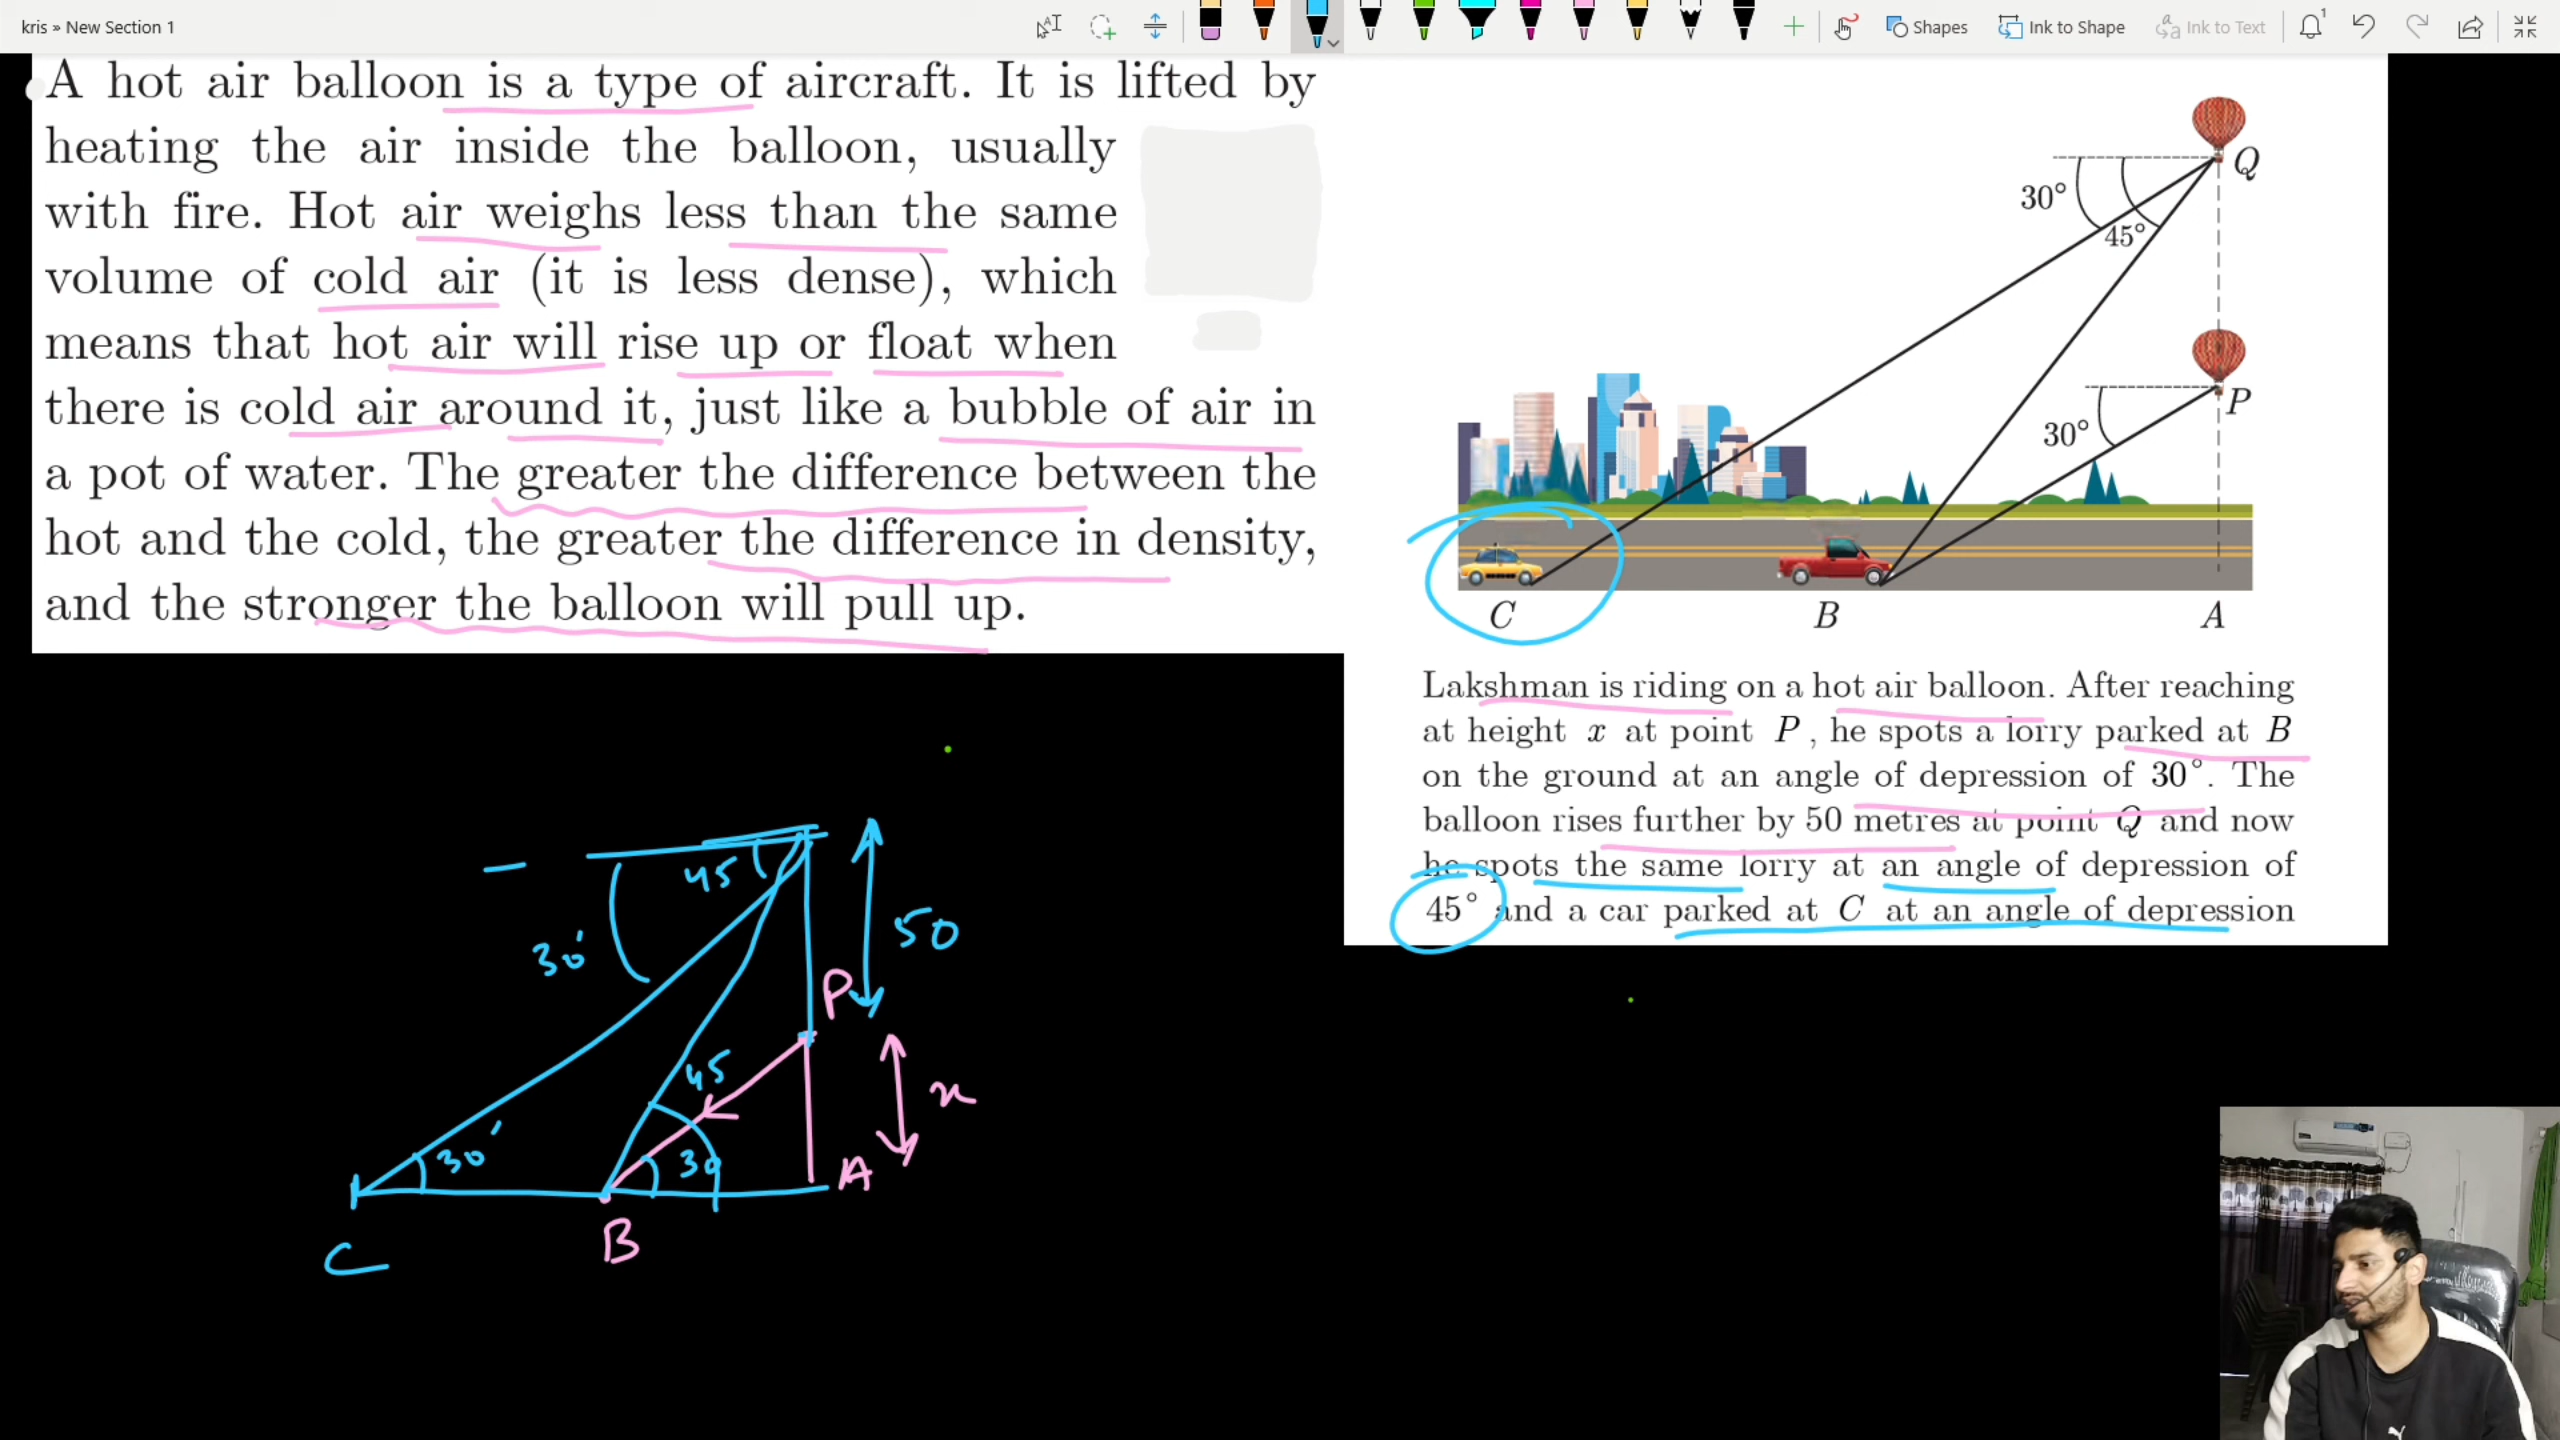 kris » New Section 1
Shapes
Ink to Shape
Ink to Text
1
A hot air balloon is a type of aircraft. It is lifted by
heating the air inside the balloon, usually
with fire. Hot air weighs less than the same
volume of cold air (it is less dense), which
means that hot air will rise up or float when
there is cold air around it, just like a bubble of air in
a pot of water. The greater the difference between the
hot and the cold, the greater the difference in density,
and the stronger the balloon will pull up.
Q
30°
45°
P
30°
C
B
A
Lakshman is riding on a hot air balloon. After reaching
at height x at point P, he spots a lorry parked at B
on the ground at an angle of depression of 30°. The
balloon rises further by 50 metres at point Q and now
he spots the same lorry at an angle of depression of
45° and a car parked at C at an angle of depression
45
30°
50
P
45
x
30°
30
A
B
C